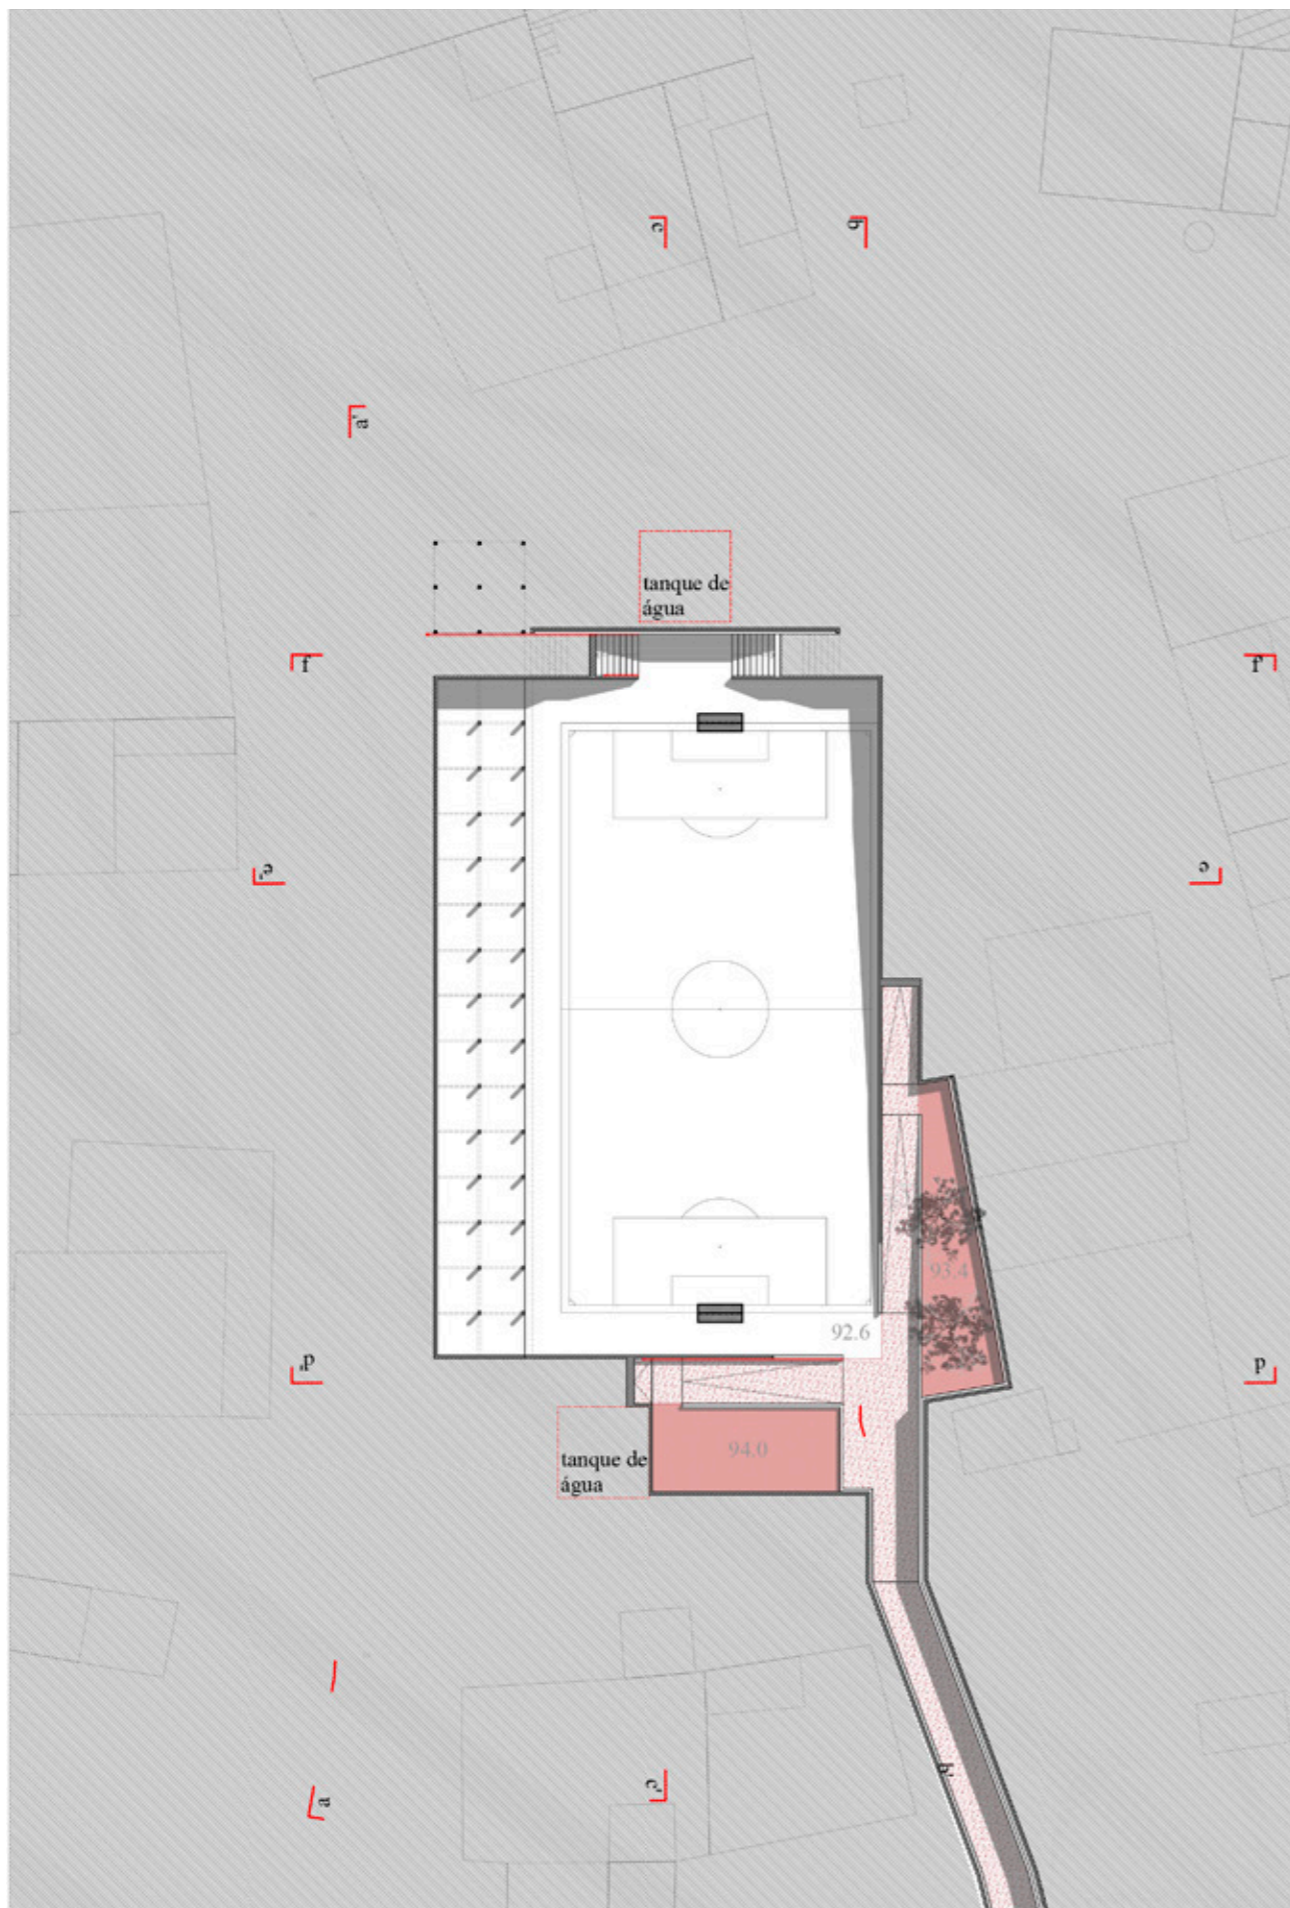 c
b
a'
tanque de
água
f
f'
e'
e
93.4
92.6
d'
d
94.0
tanque de
água
b'
c'
a